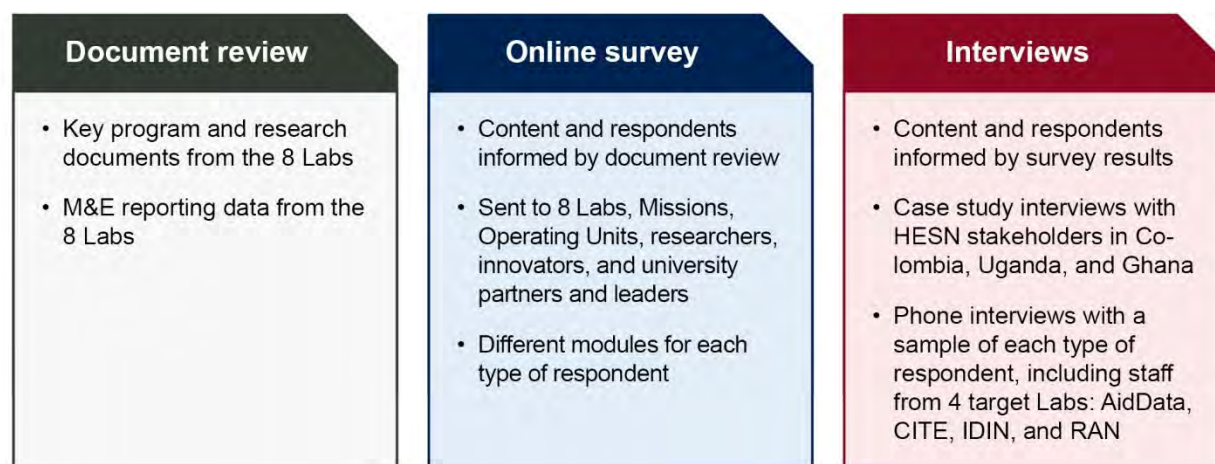 Document review
• Key program and research
documents from the 8 Labs
• M&E reporting data from the
8 Labs
Online survey
• Content and respondents
informed by document review
• Sent to 8 Labs, Missions,
Operating Units, researchers,
innovators, and university
partners and leaders
• Different modules for each
type of respondent
Interviews
• Content and respondents
informed by survey results
• Case study interviews with
HESN stakeholders in Co-
lombia, Uganda, and Ghana
• Phone interviews with a
sample of each type of
respondent, including staff
from 4 target Labs: AidData,
CITE, IDIN, and RAN